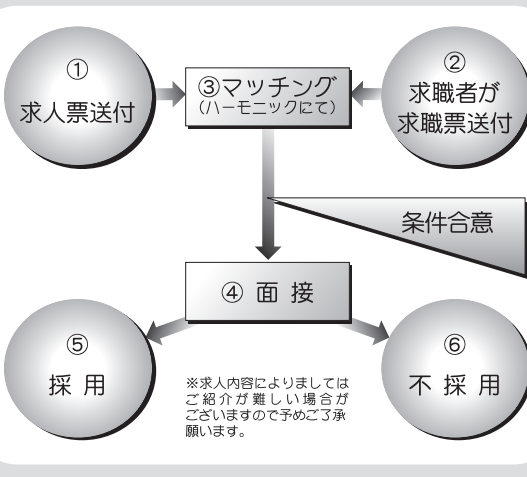 ①
求人票送付
③マッチング
(ハーモニックにて)
②
求職者が
求職票送付
条件合意
④ 面 接
⑤
採 用
⑥
不 採 用
※求人内容によりましては
ご紹介が難しい場合が
ございますので予めご了承
願います。